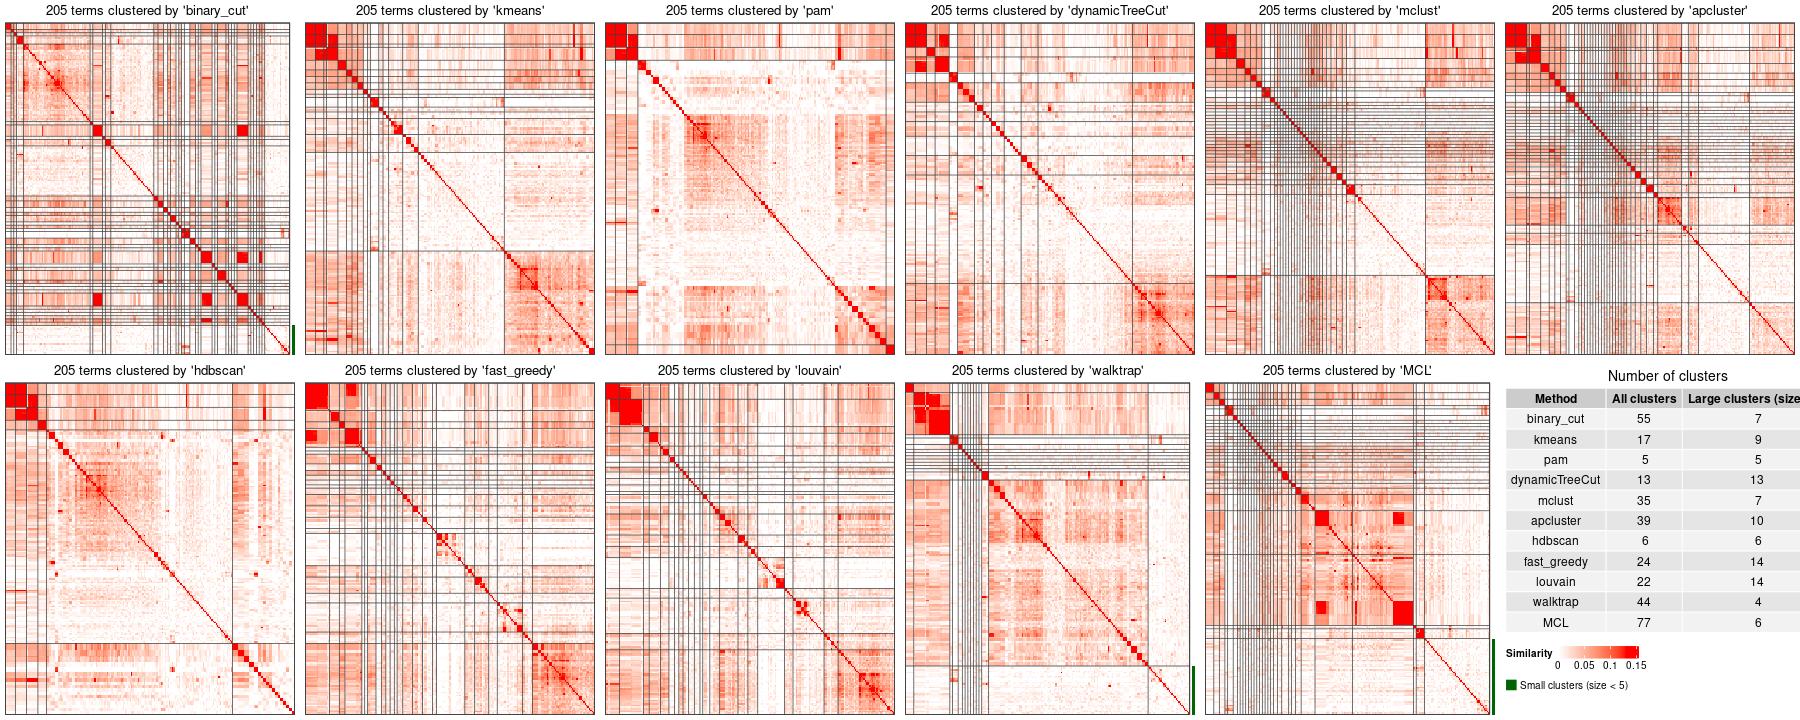 205 terms clustered by 'binary_cut'
205 terms clustered by 'kmeans'
205 terms clustered by 'pam'
205 terms clustered by 'dynamicTreeCut'
205 terms clustered by 'mclust'
205 terms clustered by 'apcluster'
205 terms clustered by 'hdbscan'
205 terms clustered by 'fast_greedy'
205 terms clustered by 'louvain'
205 terms clustered by 'walktrap'
205 terms clustered by 'MCL'
Number of clusters
Method All clusters Large clusters (size
binary_cut 55 7
kmeans 17 9
pam 5 5
dynamicTreeCut 13 13
mclust 35 7
apcluster 39 10
hdbscan 6 6
fast_greedy 24 14
louvain 22 14
walktrap 44 4
MCL 77 6
Similarity
0 0.05 0.1 0.15
Small clusters (size < 5)